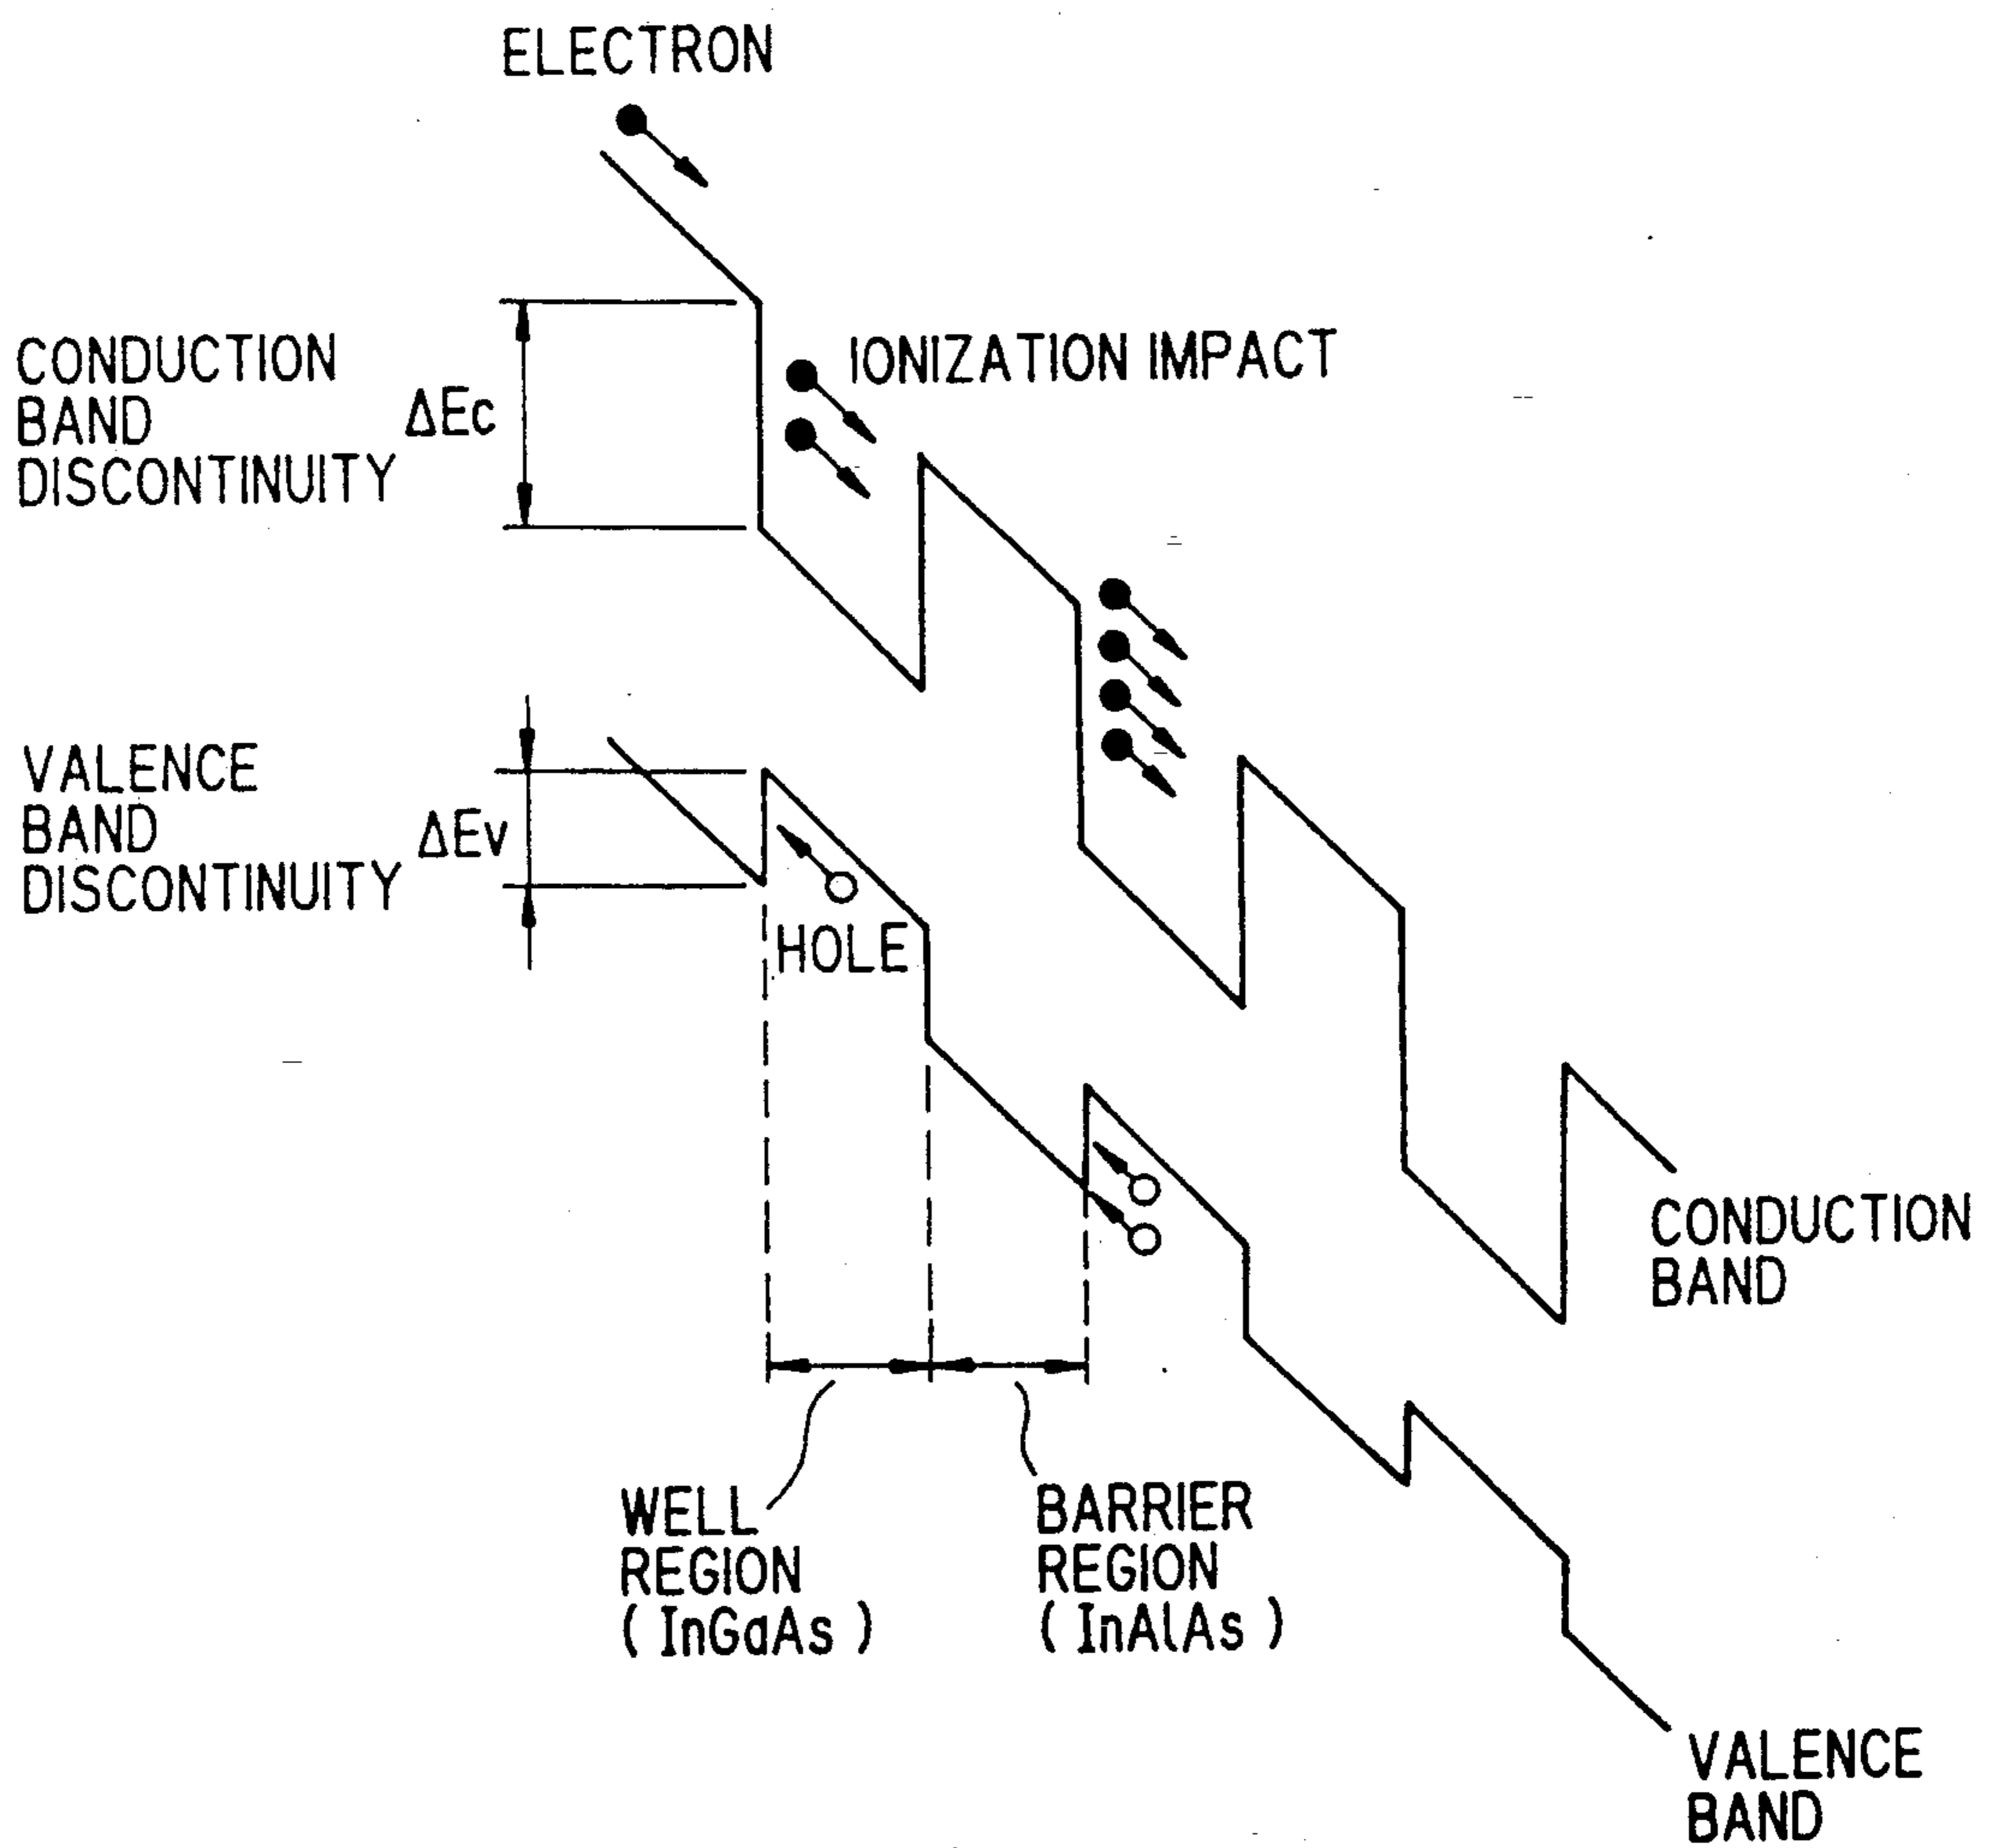 ELECTRON
CONDUCTION
BAND
DISCONTINUITY
ΔEc
IONIZATION IMPACT
VALENCE
BAND
DISCONTINUITY
ΔEv
HOLE
CONDUCTION
BAND
WELL
REGION
( InGaAs )
BARRIER
REGION
( InAlAs )
VALENCE
BAND